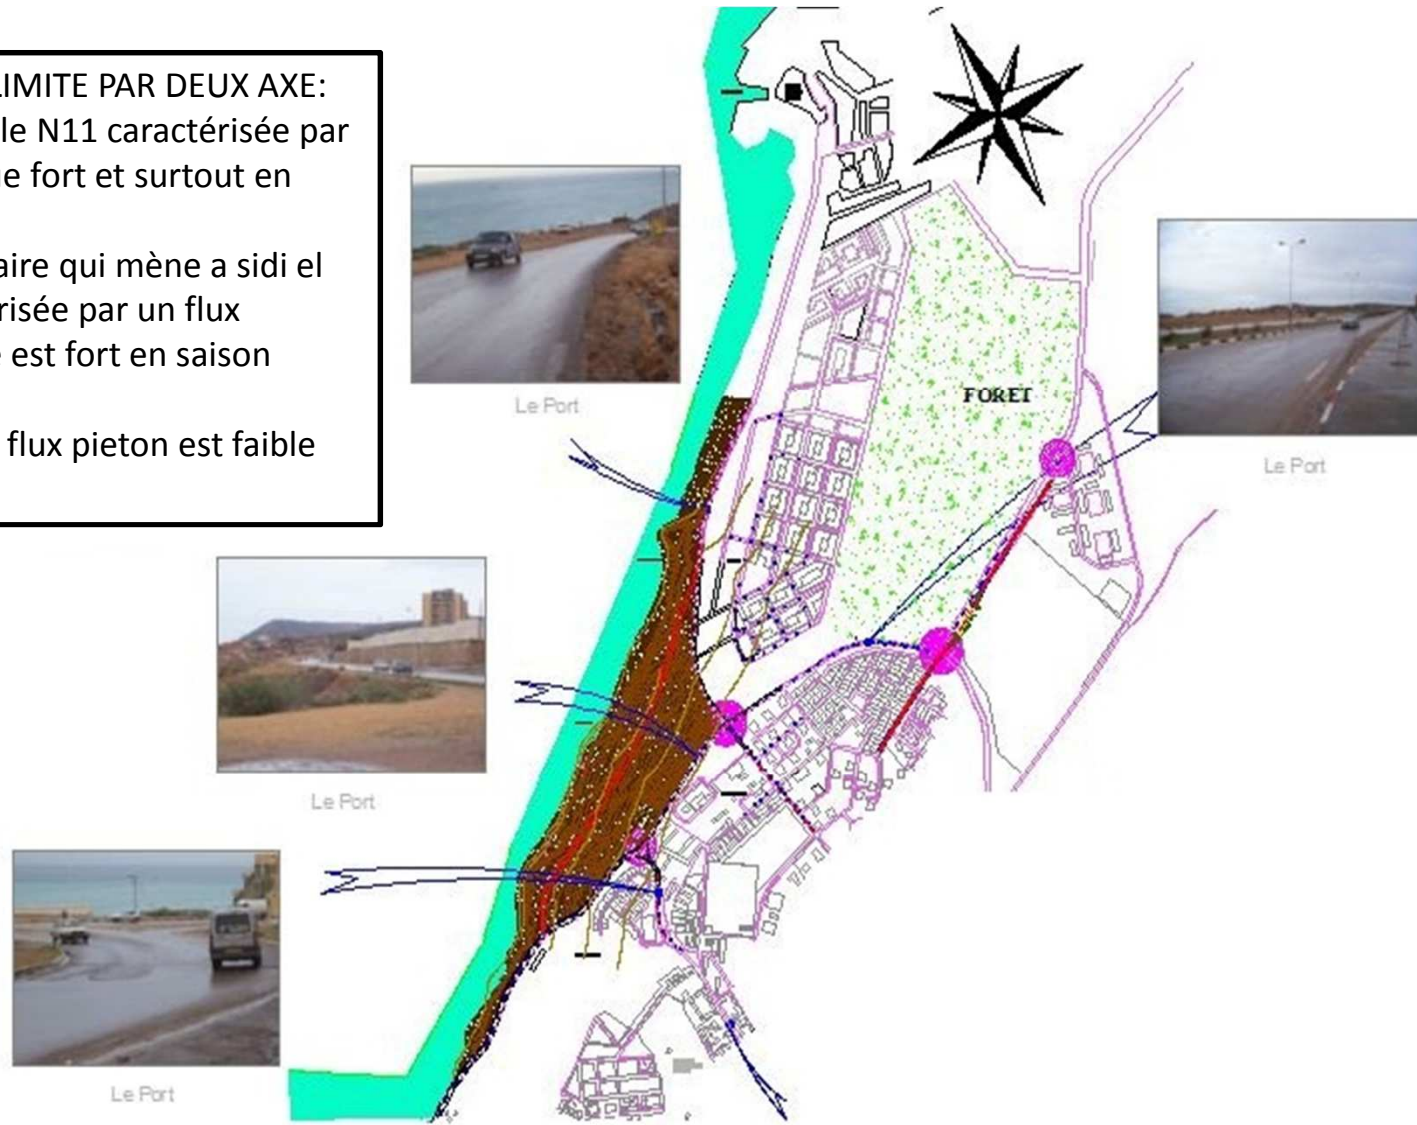 LIMITE PAR DEUX AXE:
le N11 caractérisée par
e fort et surtout en
aire qui mène a sidi el
risée par un flux
e est fort en saison
flux pieton est faible
Le Port
FORET
Le Port
Le Port
Le Port